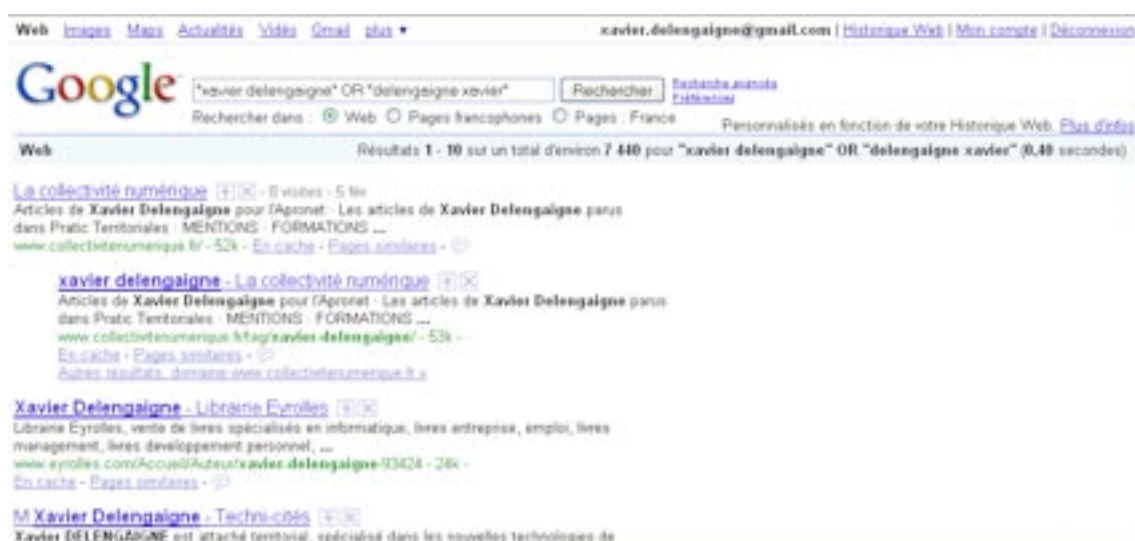 Web Images Maps Actualités Vidéo Gmail plus ▼ xavier.delengaigne@gmail.com | Historique Web | Mon compte | Déconnexion
Google "xavier delengaigne" OR "delengaigne xavier" Rechercher Recherche avancée
Préférences
Rechercher dans : Web Pages francophones Pages : France
Personnalisés en fonction de votre Historique Web. Plus d'infos
Web Résultats 1 - 10 sur un total d'environ 7 440 pour "xavier delengaigne" OR "delengaigne xavier" (0,40 secondes)
La collectivité numérique - 8 visites - 5 fév
Articles de Xavier Delengaigne pour l'Apronet · Les articles de Xavier Delengaigne parus
dans Pratic Territoriales · MENTIONS · FORMATIONS ...
www.collectivitenumerique.fr/ - 52k - En cache - Pages similaires -
xavier delengaigne - La collectivité numérique
Articles de Xavier Delengaigne pour l'Apronet · Les articles de Xavier Delengaigne parus
dans Pratic Territoriales · MENTIONS · FORMATIONS ...
www.collectivitenumerique.fr/tag/xavier-delengaigne/ - 53k -
En cache - Pages similaires -
Autres résultats, domaine www.collectivitenumerique.fr »
Xavier Delengaigne - Librairie Eyrolles
Librairie Eyrolles, vente de livres spécialisés en informatique, livres entreprise, emploi, livres
management, livres developpement personnel, ...
www.eyrolles.com/Accueil/Auteur/xavier-delengaigne-93424 - 24k -
En cache - Pages similaires -
M Xavier Delengaigne - Techni-cités
Xavier DELENGAIGNE est attaché territorial, spécialisé dans les nouvelles technologies de